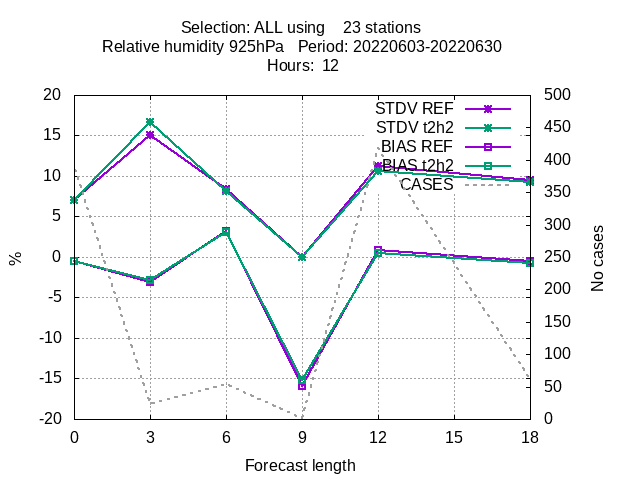 Selection: ALL using 23 stations
Relative humidity 925hPa Period: 20220603-20220630
Hours: 12
20 500
STDV REF
450
15 STDV t2h2
400
BIAS REF
10 BIAS t2h2
350
CASES
5 300
% 0 250 No cases
-5 200
150
-10
100
-15
50
-20 0
0 3 6 9 12 15 18
Forecast length